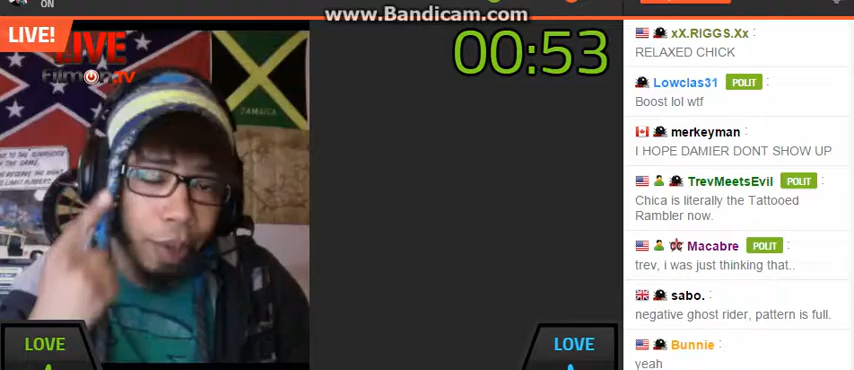 ON
www.Bandicam.com
LIVE!
LIVE
FilmOn.TV
JAMAICA
00:53
LOVE
LOVE
xX.RIGGS.Xx :
RELAXED CHICK
Lowclas31 POLIT :
Boost lol wtf
merkeyman :
I HOPE DAMIER DONT SHOW UP
TrevMeetsEvil POLIT :
Chica is literally the Tattooed
Rambler now.
Macabre POLIT :
trev, i was just thinking that..
sabo. :
negative ghost rider, pattern is full.
Bunnie :
yeah